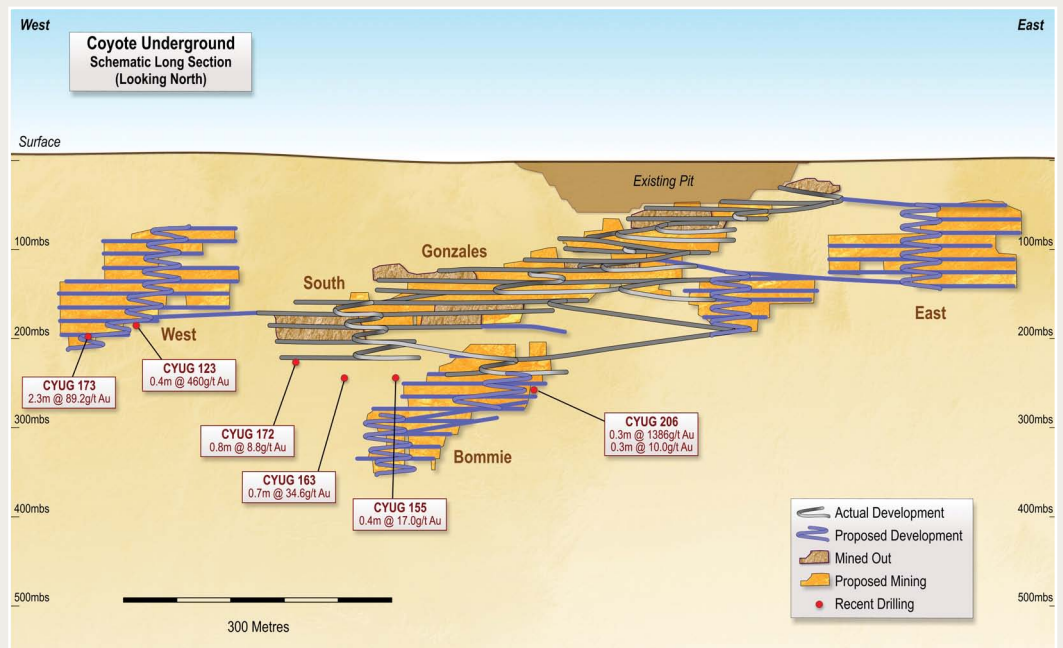 West
East
Coyote Underground
Schematic Long Section
(Looking North)
Surface
Existing Pit
100mbs
100mbs
Gonzales
South
East
200mbs
West
200mbs
CYUG 123
0.4m @ 460g/t Au
CYUG 173
2.3m @ 89.2g/t Au
300mbs
300mbs
CYUG 206
0.3m @ 1386g/t Au
0.3m @ 10.0g/t Au
CYUG 172
0.8m @ 8.8g/t Au
Bommie
CYUG 163
0.7m @ 34.6g/t Au
CYUG 155
0.4m @ 17.0g/t Au
400mbs
400mbs
Actual Development
Proposed Development
Mined Out
Proposed Mining
Recent Drilling
500mbs
500mbs
300 Metres